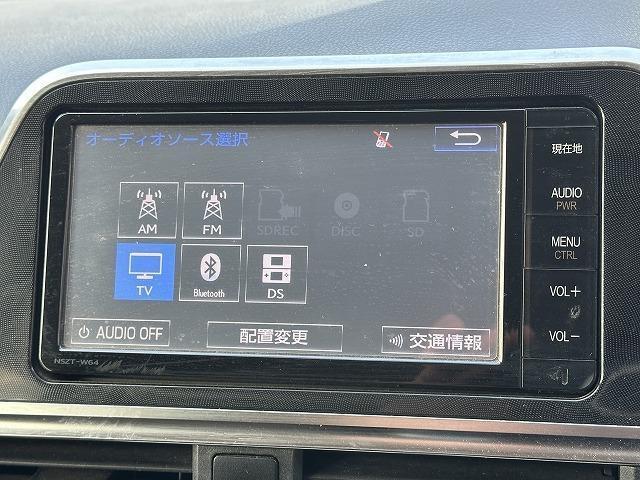 オーディオソース選択
AM
FM
SDREC
DISC
SD
TV
Bluetooth
DS
AUDIO OFF
配置変更
交通情報
NSZT-W64
現在地
AUDIO
PWR
MENU
CTRL
VOL+
VOL-